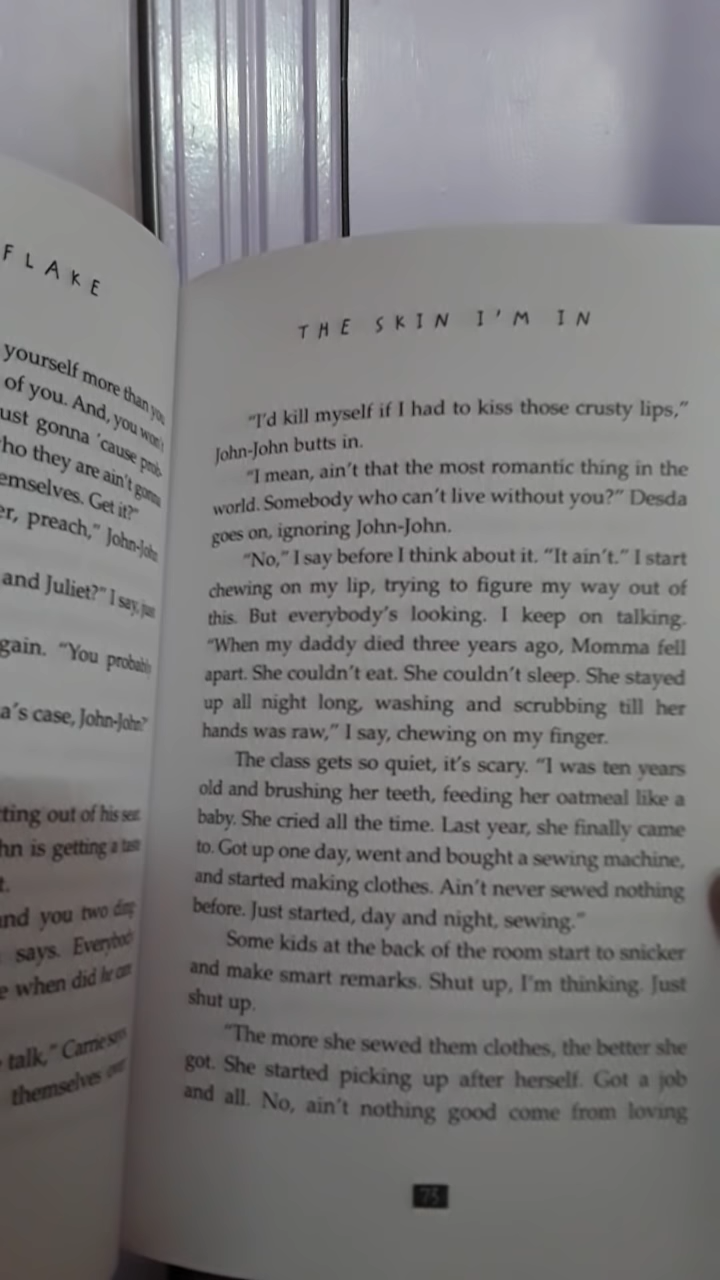 FLAKE
yourself more than you
of you. And, you won't
ust gonna 'cause prob-
ho they are ain't gonna
emselves. Get it?"
er, preach," John-John
and Juliet?" I say, just
gain. "You probably
a's case, John-John?"
ting out of his seat.
hn is getting a taste
t.
nd you two
says. Everybody
e when did he
talk," Carrie says
themselves
THE SKIN I'M IN
"I'd kill myself if I had to kiss those crusty lips,"
John-John butts in.
"I mean, ain't that the most romantic thing in the
world. Somebody who can't live without you?" Desda
goes on, ignoring John-John.
"No," I say before I think about it. "It ain't." I start
chewing on my lip, trying to figure my way out of
this. But everybody's looking. I keep on talking.
"When my daddy died three years ago, Momma fell
apart. She couldn't eat. She couldn't sleep. She stayed
up all night long, washing and scrubbing till her
hands was raw," I say, chewing on my finger.
The class gets so quiet, it's scary. "I was ten years
old and brushing her teeth, feeding her oatmeal like a
baby. She cried all the time. Last year, she finally came
to. Got up one day, went and bought a sewing machine,
and started making clothes. Ain't never sewed nothing
before. Just started, day and night, sewing."
Some kids at the back of the room start to snicker
and make smart remarks. Shut up, I'm thinking. Just
shut up.
"The more she sewed them clothes, the better she
got. She started picking up after herself. Got a job
and all. No, ain't nothing good come from loving
75